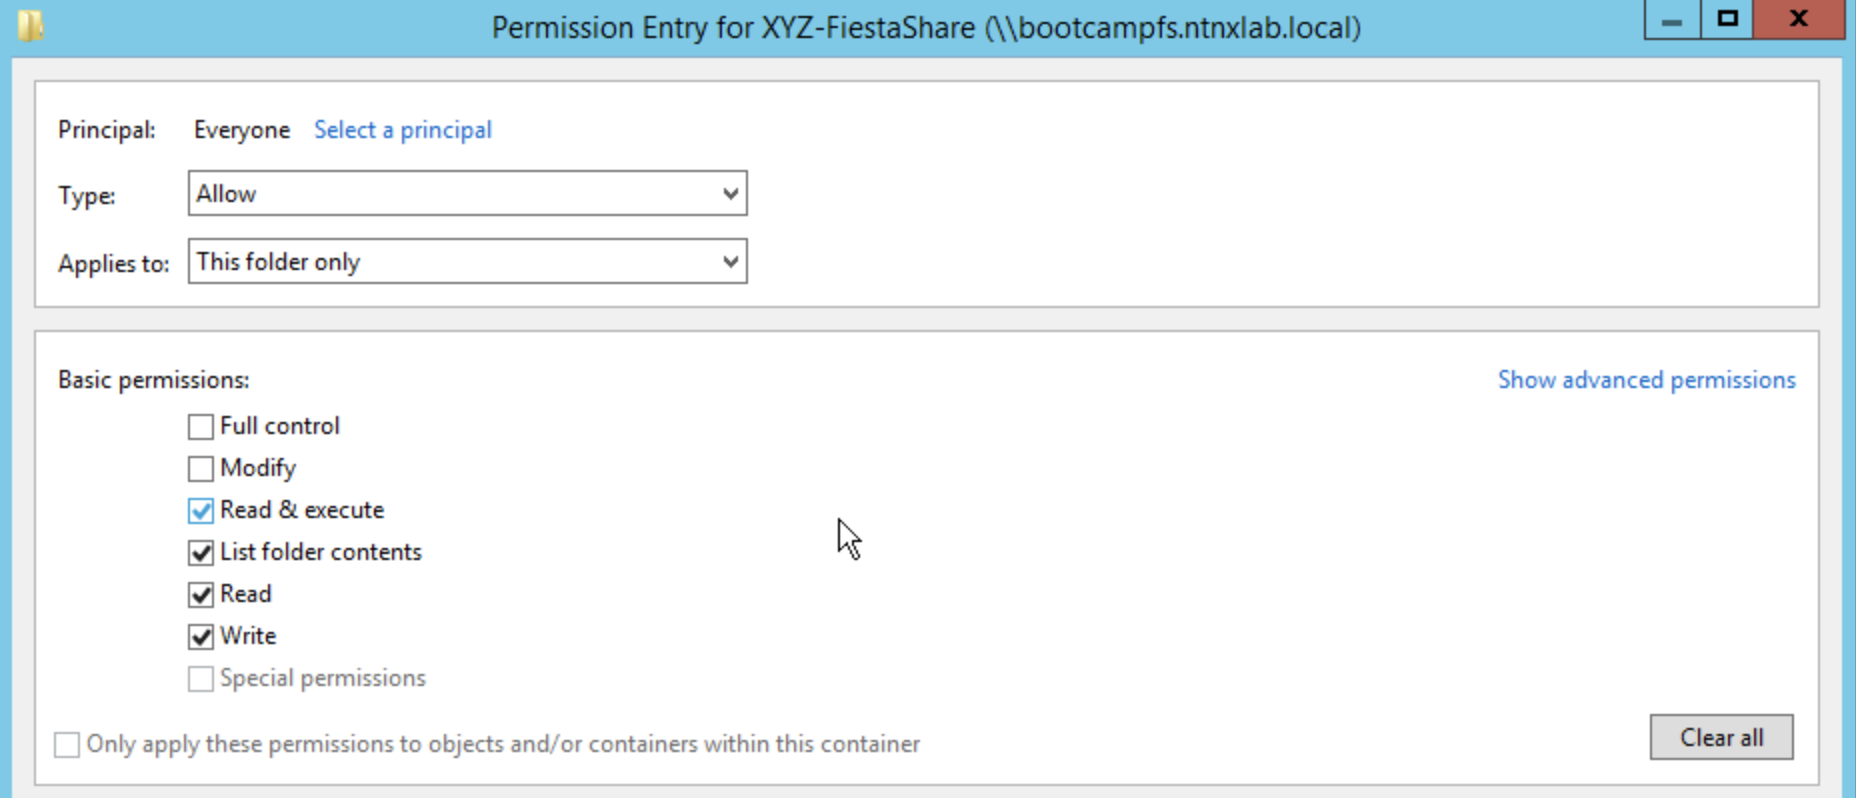 Permission Entry for XYZ-FiestaShare (\\bootcampfs.ntnxlab.local)
Principal: Everyone Select a principal
Type: Allow
Applies to: This folder only
Basic permissions: Show advanced permissions
Full control
Modify
Read & execute
List folder contents
Read
Write
Special permissions
Only apply these permissions to objects and/or containers within this container
Clear all